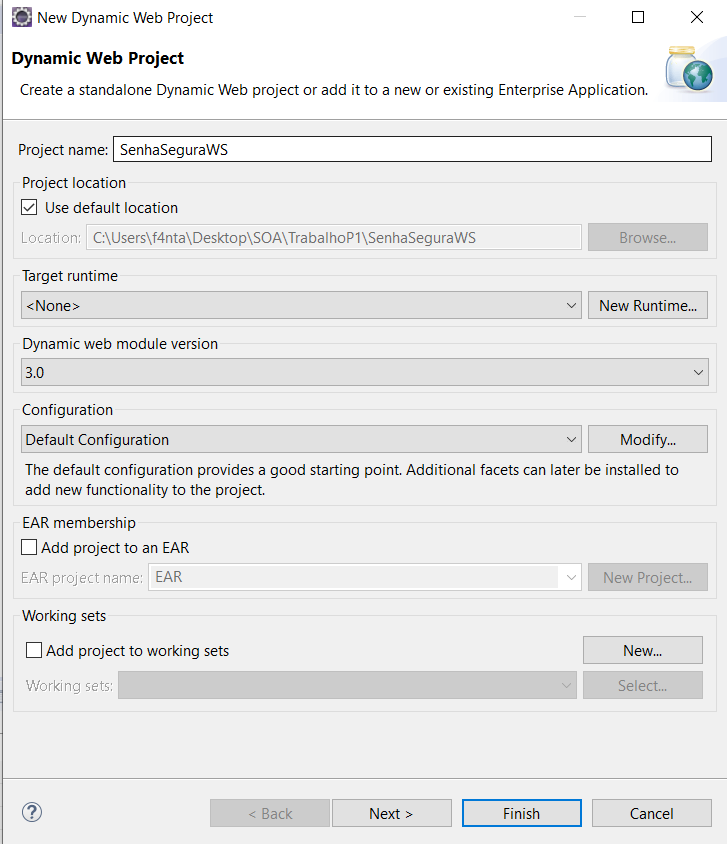 New Dynamic Web Project
Dynamic Web Project
Create a standalone Dynamic Web project or add it to a new or existing Enterprise Application.
Project name: SenhaSeguraWS
Project location
Use default location
Location: C:\Users\f4nta\Desktop\SOA\TrabalhoP1\SenhaSeguraWS Browse...
Target runtime
<None> New Runtime...
Dynamic web module version
3.0
Configuration
Default Configuration Modify...
The default configuration provides a good starting point. Additional facets can later be installed to
add new functionality to the project.
EAR membership
Add project to an EAR
EAR project name: EAR New Project...
Working sets
Add project to working sets New...
Working sets: Select...
? < Back Next > Finish Cancel